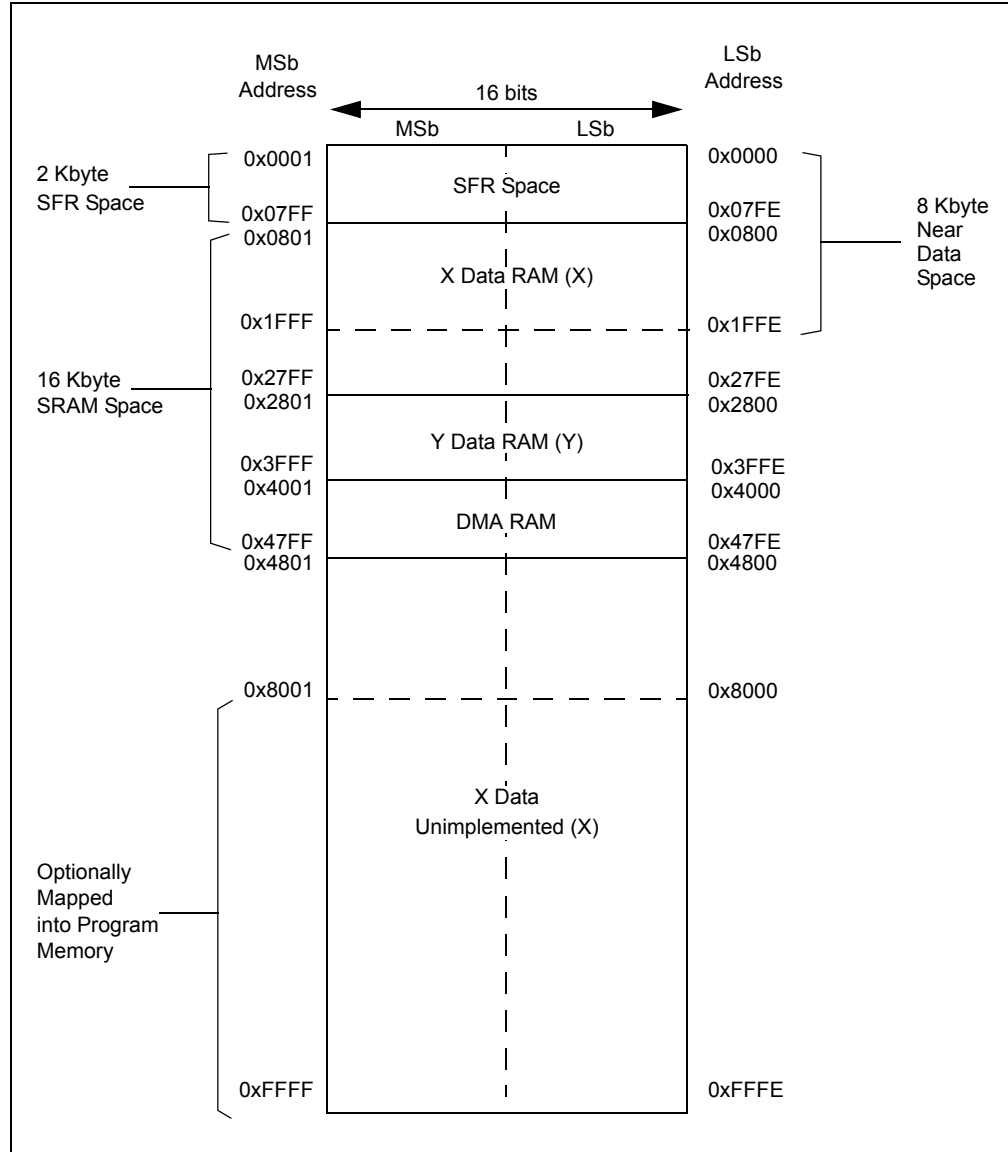 MSb
Address
LSb
Address
16 bits
MSb
LSb
2 Kbyte
SFR Space
0x0001
0x07FF
0x0801
SFR Space
0x0000
0x07FE
0x0800
8 Kbyte
Near
Data
Space
X Data RAM (X)
0x1FFF
0x1FFE
16 Kbyte
SRAM Space
0x27FF
0x2801
0x27FE
0x2800
Y Data RAM (Y)
0x3FFF
0x4001
0x3FFE
0x4000
DMA RAM
0x47FF
0x4801
0x47FE
0x4800
0x8001
0x8000
X Data
Unimplemented (X)
Optionally
Mapped
into Program
Memory
0xFFFF
0xFFFE